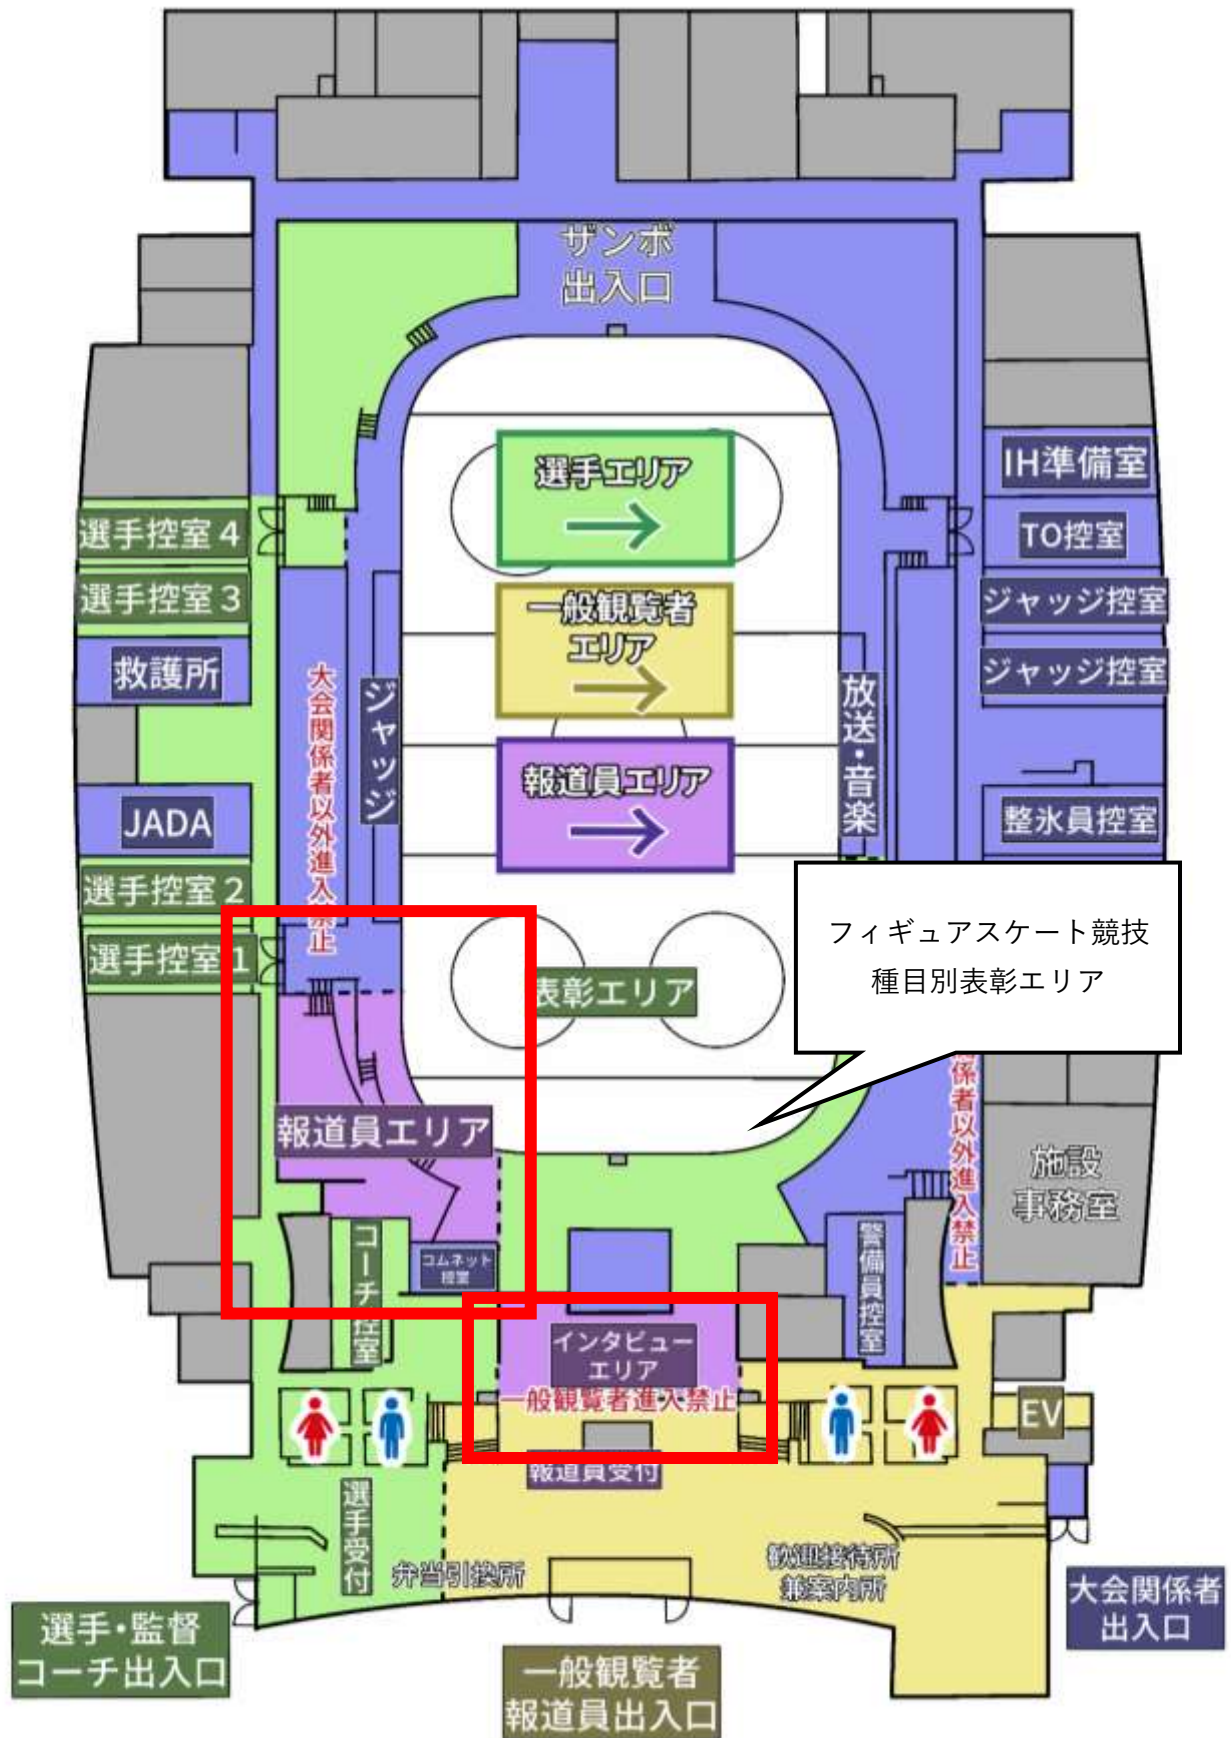 ザンボ
出入口
選手エリア
一般観覧者
エリア
報道員エリア
IH準備室
TO控室
ジャッジ控室
ジャッジ控室
整氷員控室
選手控室4
選手控室3
救護所
JADA
選手控室2
選手控室1
大会関係者以外進入禁止
ジャッジ
放送・音楽
フィギュアスケート競技
種目別表彰エリア
表彰エリア
報道員エリア
係者以外進入禁止
施設
事務室
コーチ控室
コムネット
控室
警備員控室
インタビュー
エリア
一般観覧者進入禁止
EV
報道員受付
選手受付
弁当引換所
歓迎接待所
兼案内所
大会関係者
出入口
選手・監督
コーチ出入口
一般観覧者
報道員出入口